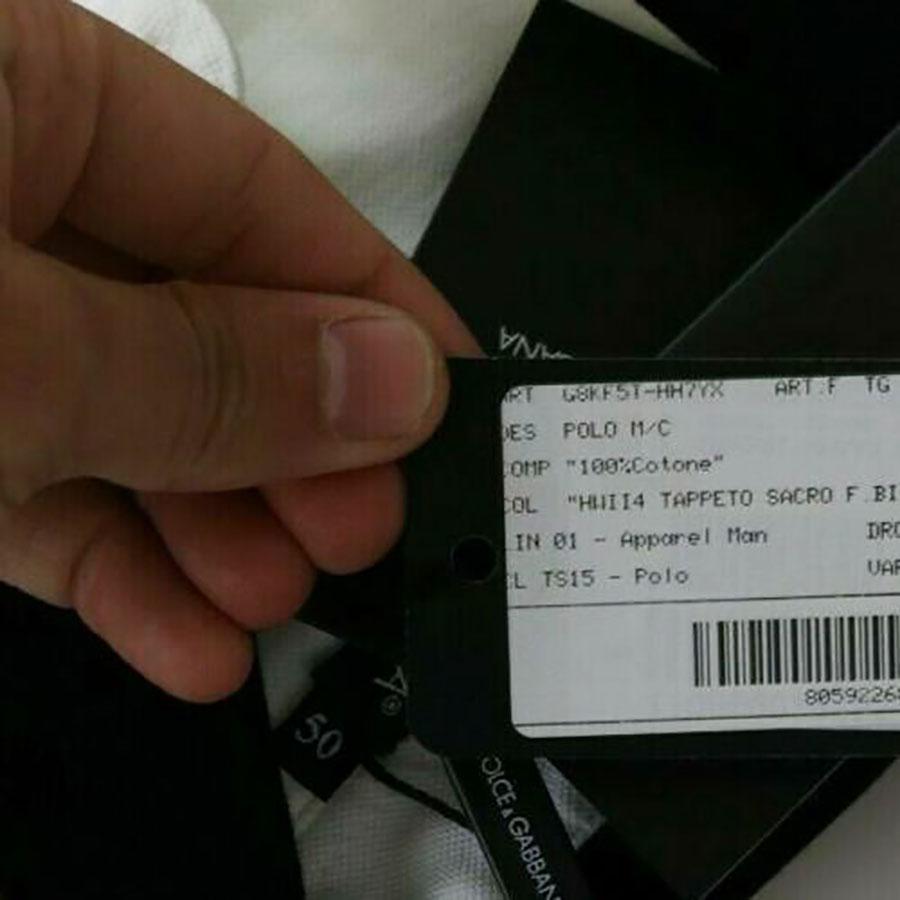 ART G8KF5T-HH7YX ART.F TG
DES POLO M/C
COMP "100%Cotone"
COL "HWII4 TAPPETO SACRO F.BI
LIN 01 - Apparel Man DRO
CL TS15 - Polo VAR
8059226
50
DOLCE & GABBAN